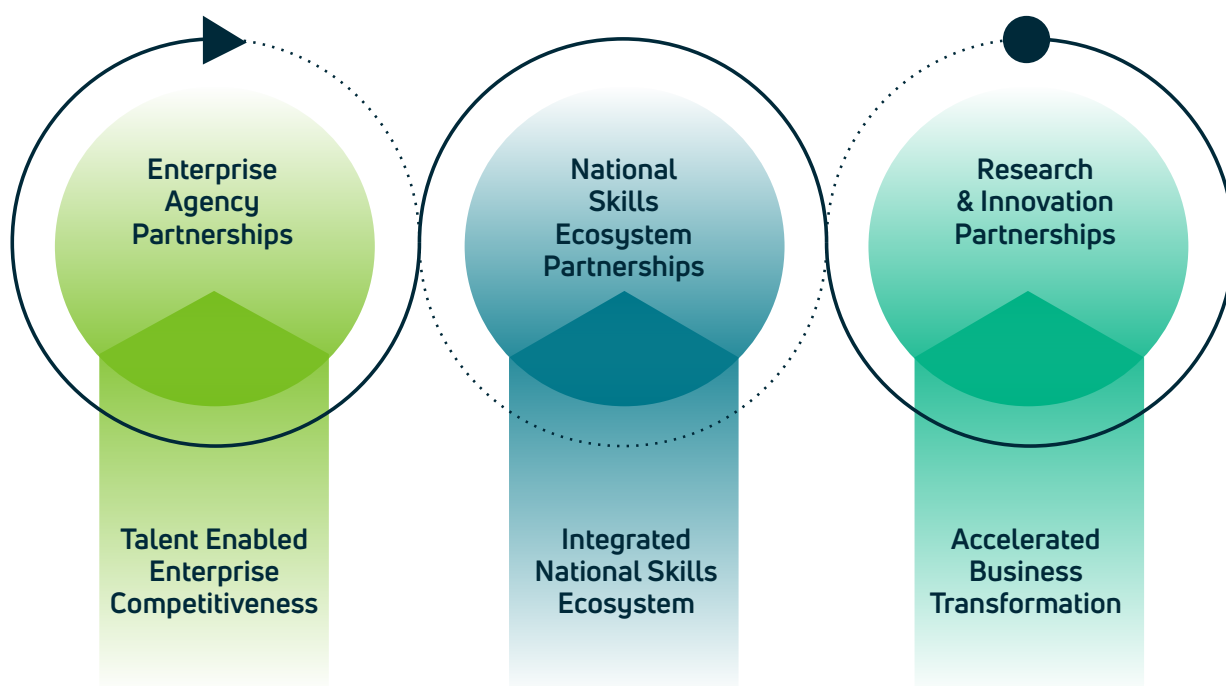 Enterprise
Agency
Partnerships
National
Skills
Ecosystem
Partnerships
Research
& Innovation
Partnerships
Talent Enabled
Enterprise
Competitiveness
Integrated
National Skills
Ecosystem
Accelerated
Business
Transformation